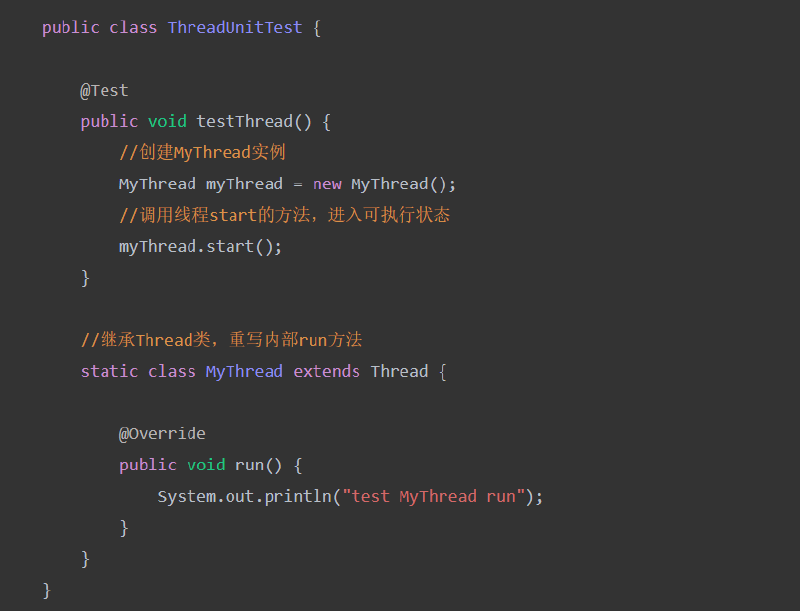 public class ThreadUnitTest {
@Test
public void testThread() {
//创建MyThread实例
MyThread myThread = new MyThread();
//调用线程start的方法，进入可执行状态
myThread.start();
}
//继承Thread类，重写内部run方法
static class MyThread extends Thread {
@Override
public void run() {
System.out.println("test MyThread run");
}
}
}